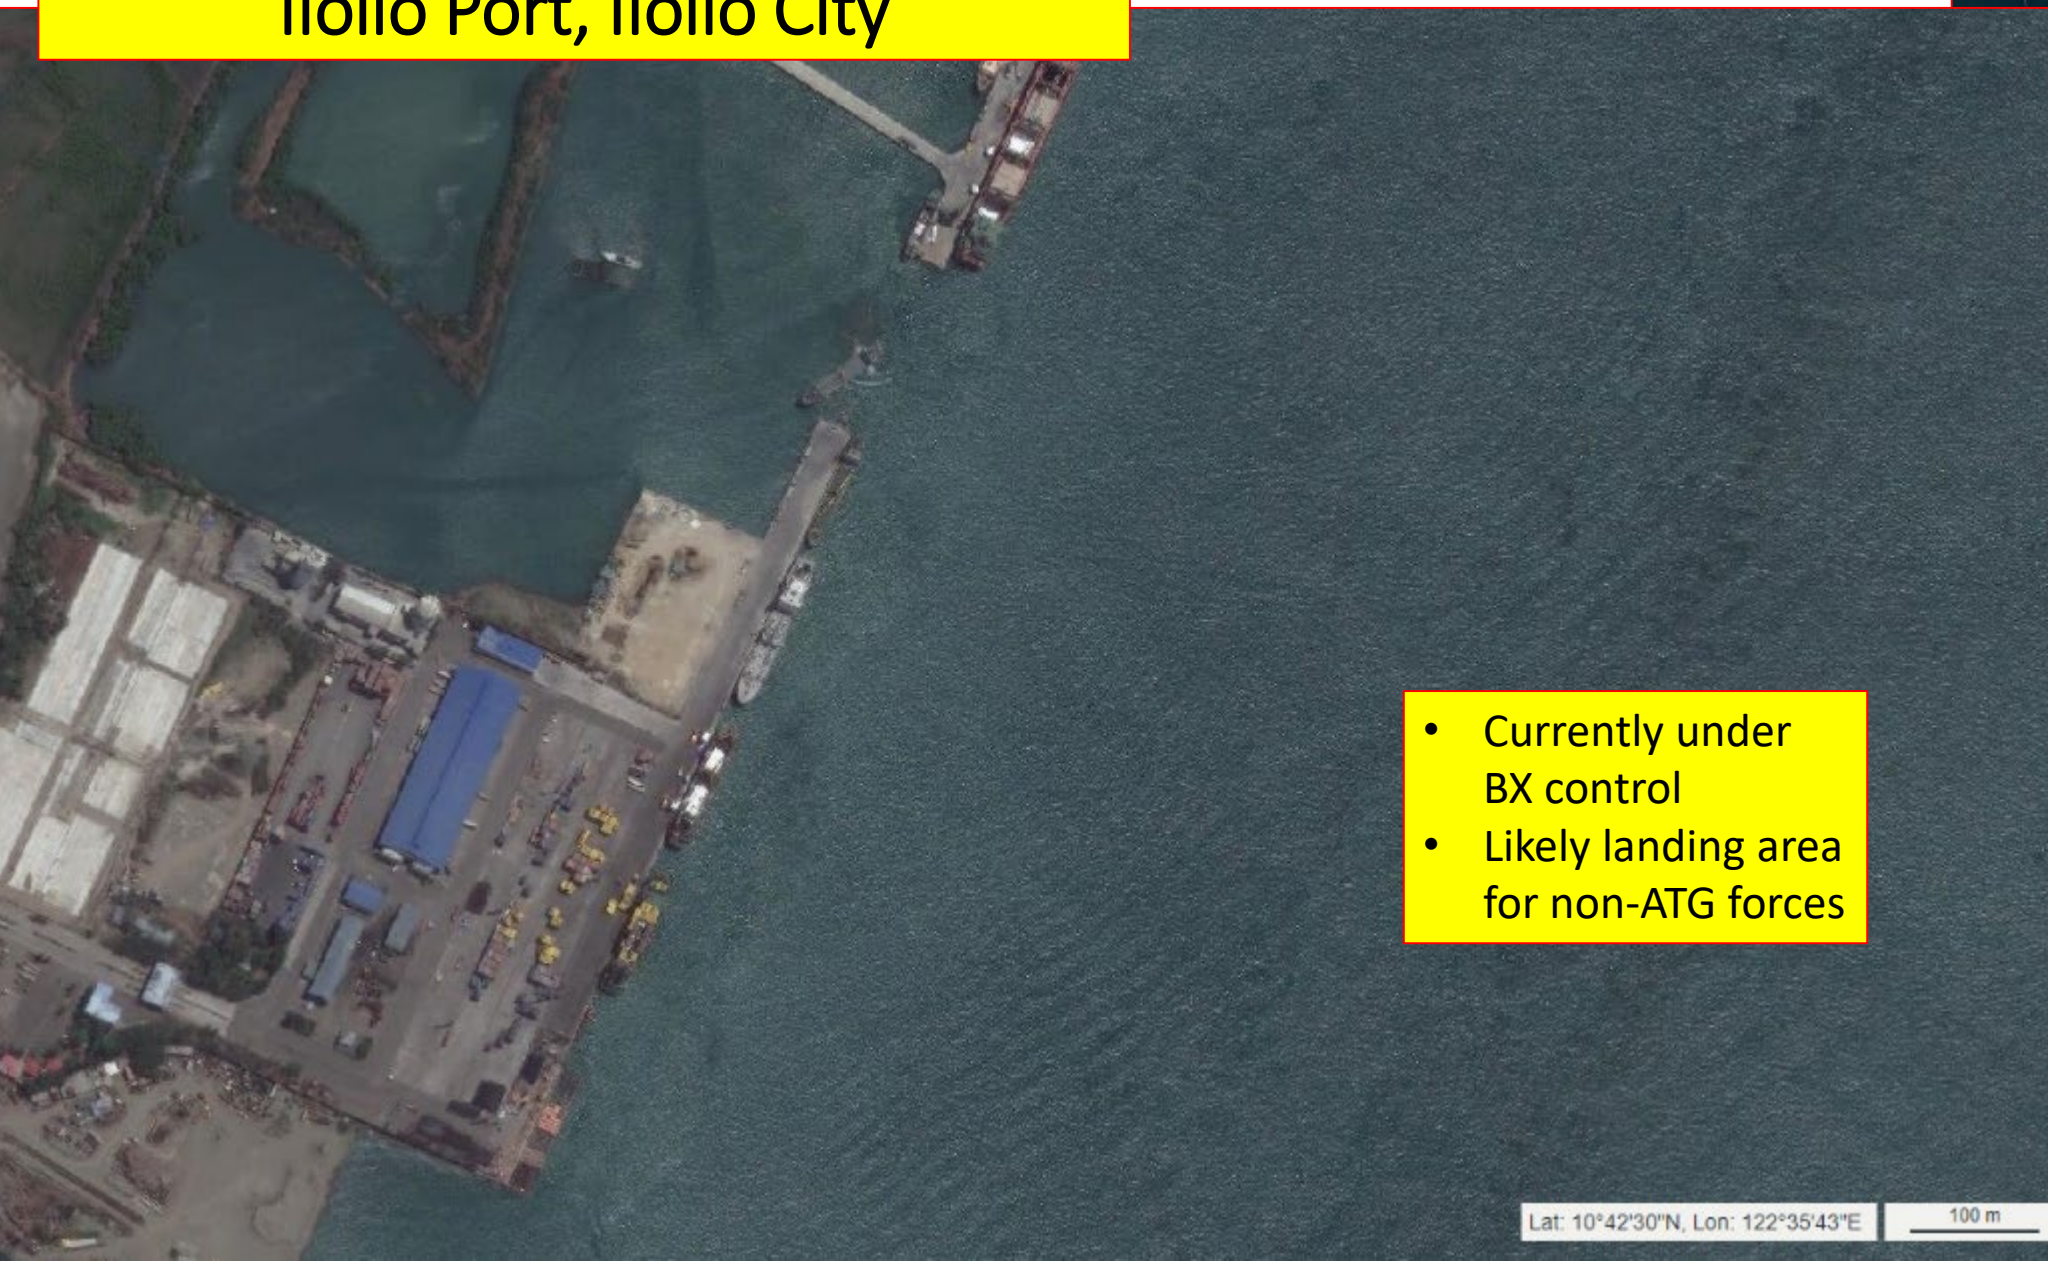 Iloilo Port, Iloilo City
• Currently under
BX control
• Likely landing area
for non-ATG forces
Lat: 10°42'30"N, Lon: 122°35'43"E
100 m